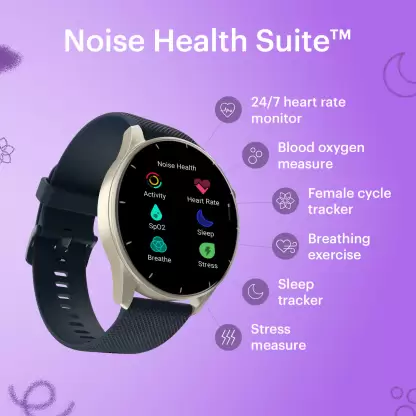 Noise Health Suite™
24/7 heart rate
monitor
Blood oxygen
measure
Female cycle
tracker
Breathing
exercise
Sleep
tracker
Stress
measure
Noise Health
Activity
Heart Rate
SpO2
Sleep
Breathe
Stress